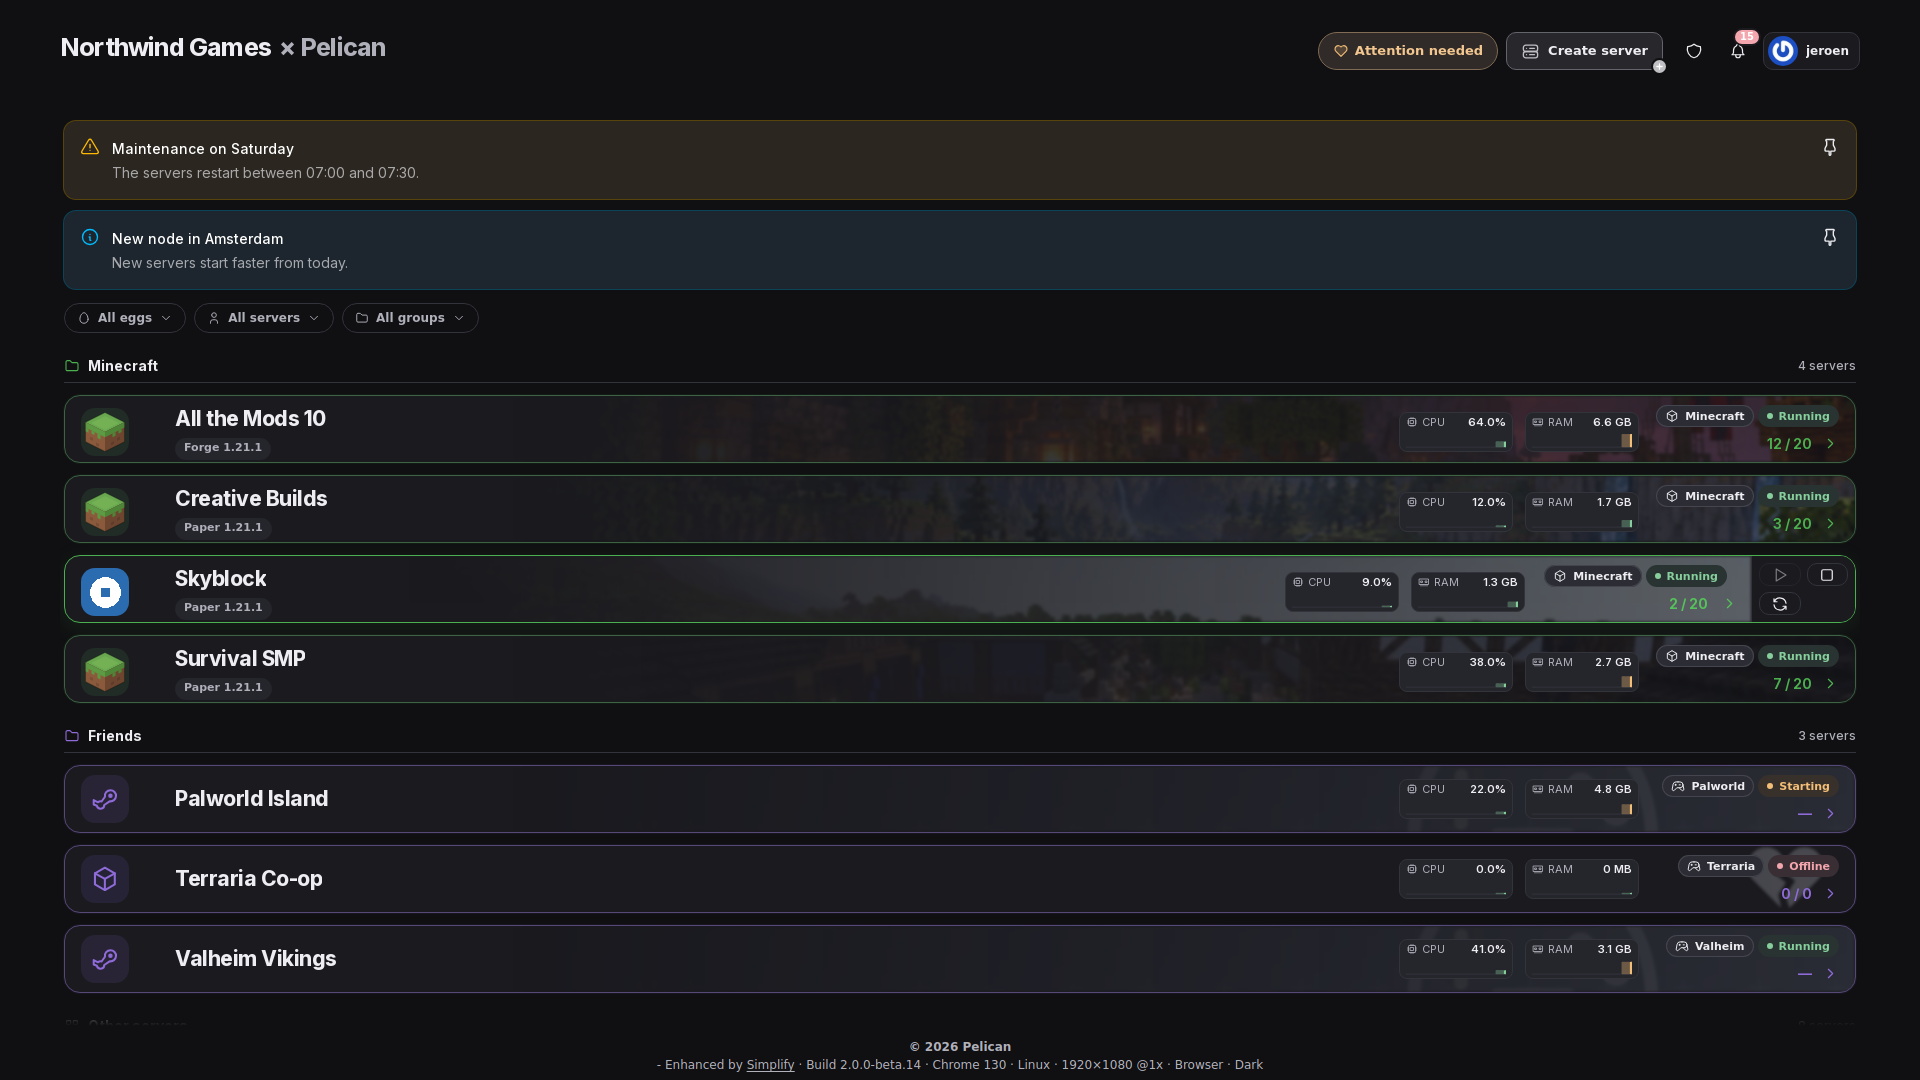 Northwind Games × Pelican
Attention needed
Create server
15
jeroen
Maintenance on Saturday
The servers restart between 07:00 and 07:30.
New node in Amsterdam
New servers start faster from today.
All eggs
All servers
All groups
Minecraft
4 servers
All the Mods 10
Forge 1.21.1
CPU 64.0%
RAM 6.6 GB
Minecraft
Running
12 / 20
Creative Builds
Paper 1.21.1
CPU 12.0%
RAM 1.7 GB
Minecraft
Running
3 / 20
Skyblock
Paper 1.21.1
CPU 9.0%
RAM 1.3 GB
Minecraft
Running
2 / 20
Survival SMP
Paper 1.21.1
CPU 38.0%
RAM 2.7 GB
Minecraft
Running
7 / 20
Friends
3 servers
Palworld Island
CPU 22.0%
RAM 4.8 GB
Palworld
Starting
—
Terraria Co-op
CPU 0.0%
RAM 0 MB
Terraria
Offline
0 / 0
Valheim Vikings
CPU 41.0%
RAM 3.1 GB
Valheim
Running
—
Other servers
© 2026 Pelican
- Enhanced by Simplify · Build 2.0.0-beta.14 · Chrome 130 · Linux · 1920×1080 @1x · Browser · Dark